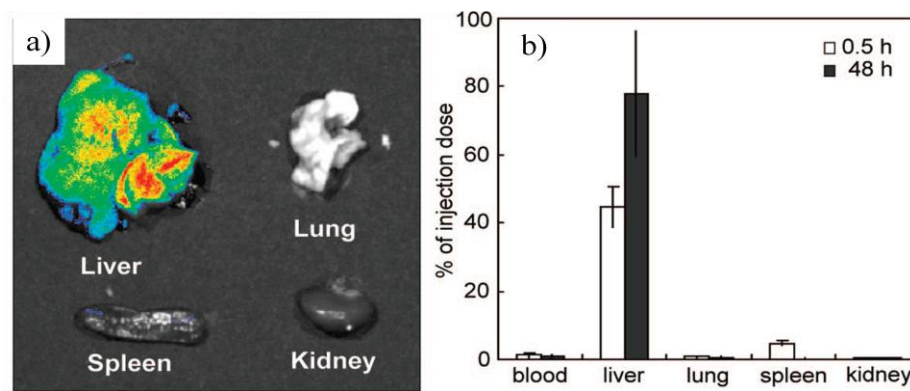 a)
Liver
Lung
Spleen
Kidney
b)
0.5 h
48 h
% of injection dose
100
80
60
40
20
0
blood liver lung spleen kidney